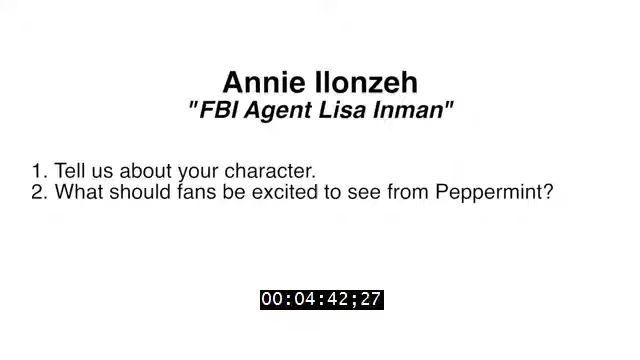 Annie Ilonzeh
"FBI Agent Lisa Inman"
1. Tell us about your character.
2. What should fans be excited to see from Peppermint?
00:04:42;27